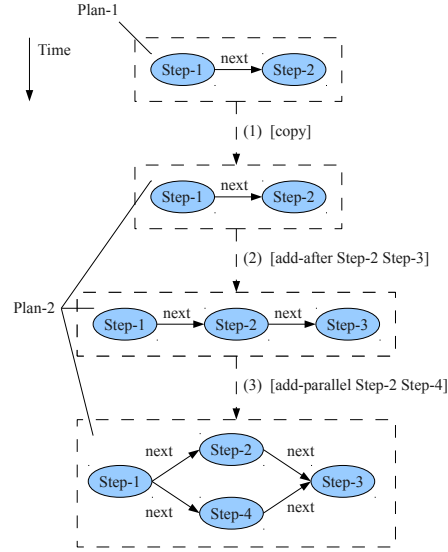 Plan-1
Time
Step-1 next Step-2
(1) [copy]
Step-1 next Step-2
(2) [add-after Step-2 Step-3]
Plan-2
Step-1 next Step-2 next Step-3
(3) [add-parallel Step-2 Step-4]
next Step-2 next
Step-1 Step-3
next Step-4 next